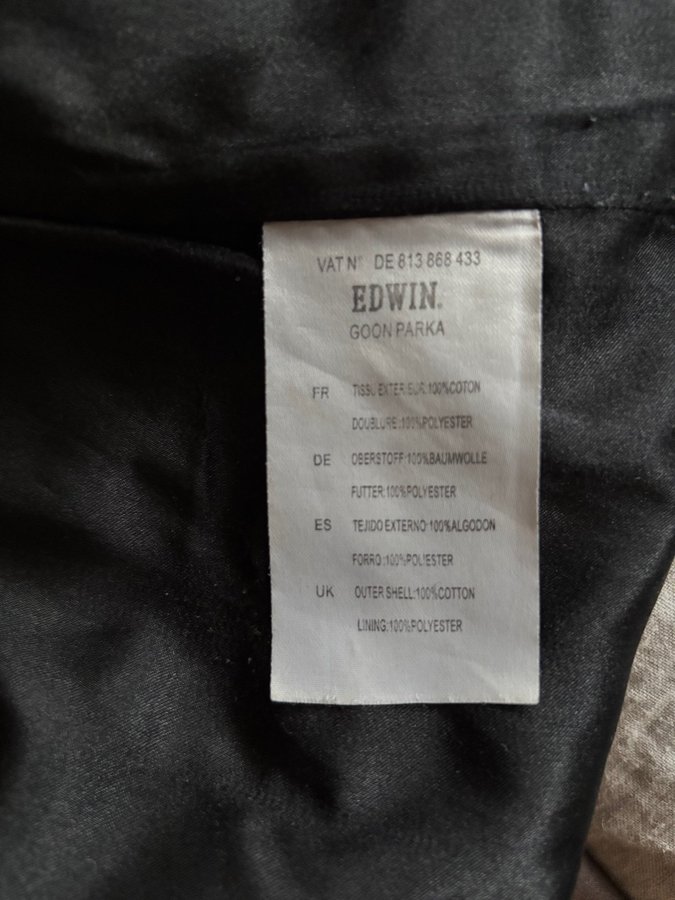 VAT N° DE 813 868 433
EDWIN.
GOON PARKA
FR TISSU EXTERIEUR:100%COTON
DOUBLURE:100%POLYESTER
DE OBERSTOFF:100%BAUMWOLLE
FUTTER:100%POLYESTER
ES TEJIDO EXTERNO:100%ALGODON
FORRO:100%POLIESTER
UK OUTER SHELL:100%COTTON
LINING:100%POLYESTER